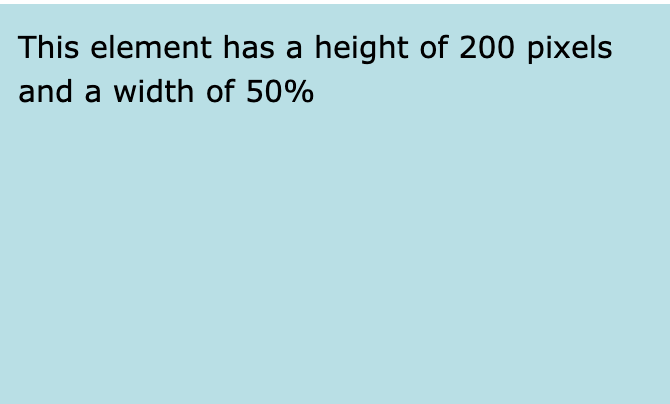 This element has a height of 200 pixels
and a width of 50%